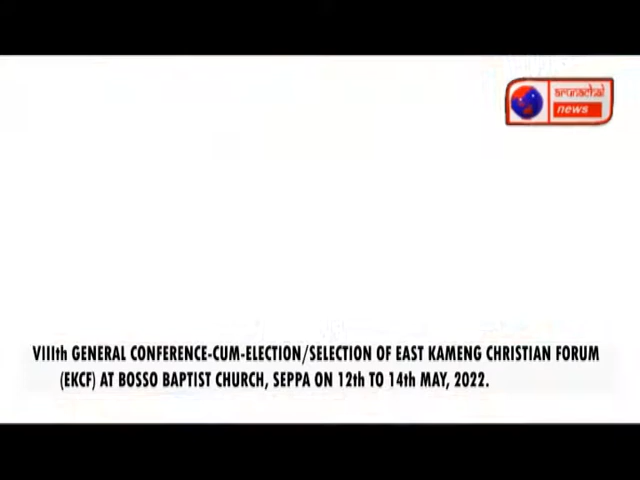 arunachal
news
VIIIth GENERAL CONFERENCE-CUM-ELECTION/SELECTION OF EAST KAMENG CHRISTIAN FORUM
(EKCF) AT BOSSO BAPTIST CHURCH, SEPPA ON 12th TO 14th MAY, 2022.